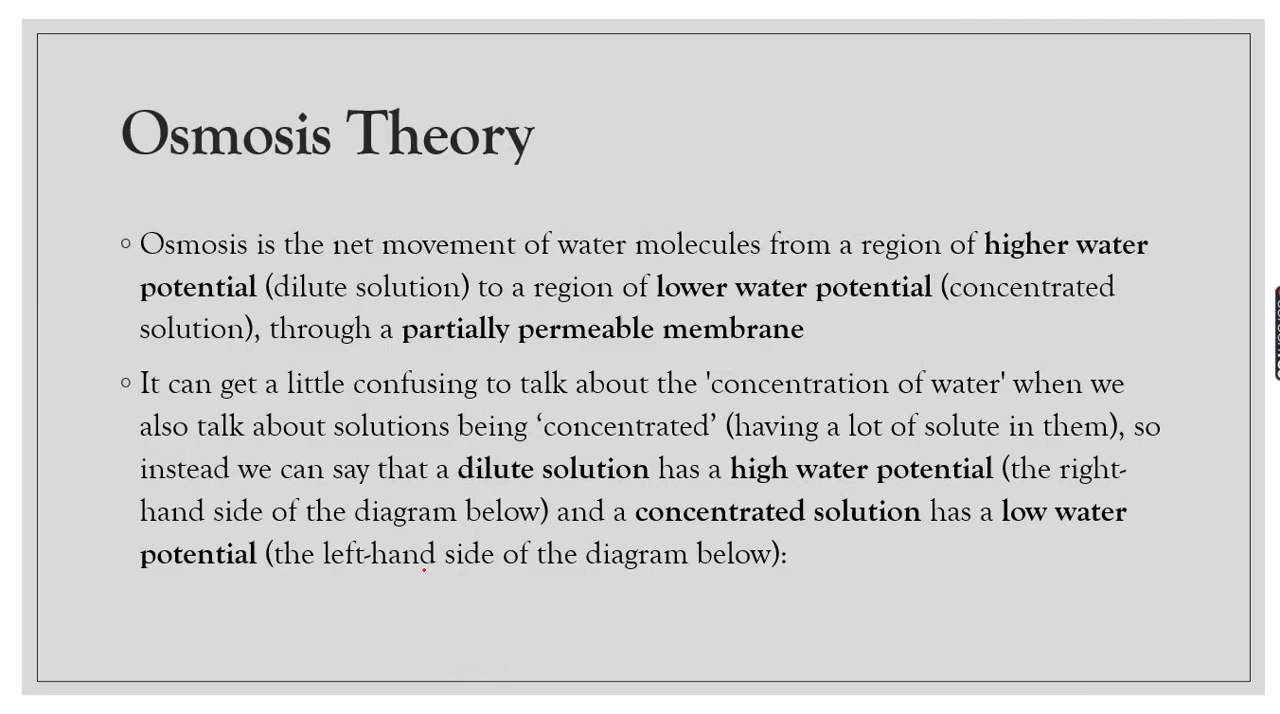 Osmosis Theory
◦ Osmosis is the net movement of water molecules from a region of higher water
potential (dilute solution) to a region of lower water potential (concentrated
solution), through a partially permeable membrane
◦ It can get a little confusing to talk about the 'concentration of water' when we
also talk about solutions being ‘concentrated’ (having a lot of solute in them), so
instead we can say that a dilute solution has a high water potential (the right-
hand side of the diagram below) and a concentrated solution has a low water
potential (the left-hand side of the diagram below):